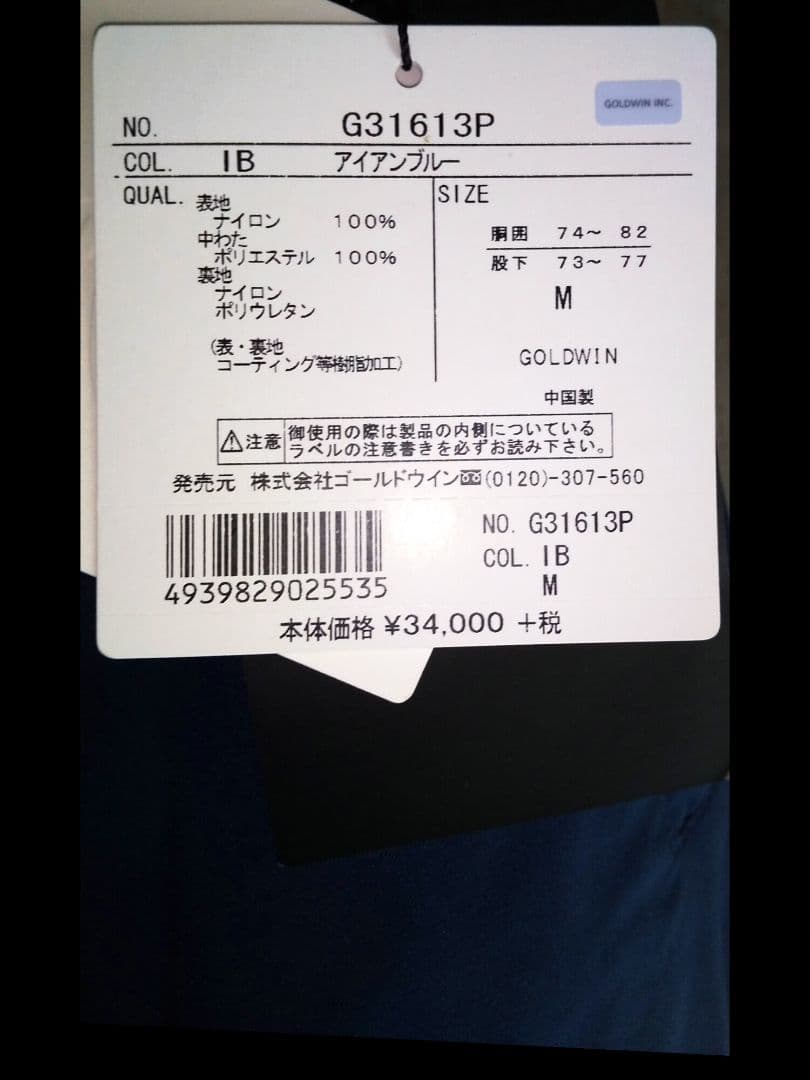 GOLDWIN INC.
NO. G31613P
COL. IB アイアンブルー
QUAL. 表地
ナイロン 100%
中わた
ポリエステル 100%
裏地
ナイロン
ポリウレタン
(表・裏地
コーティング等樹脂加工)
SIZE
胴囲 74~ 82
股下 73~ 77
M
GOLDWIN
中国製
注意 御使用の際は製品の内側についている
ラベルの注意書きを必ずお読み下さい。
発売元 株式会社ゴールドウイン(0120)-307-560
4939829025535
NO. G31613P
COL. IB
M
本体価格 ¥34,000 +税